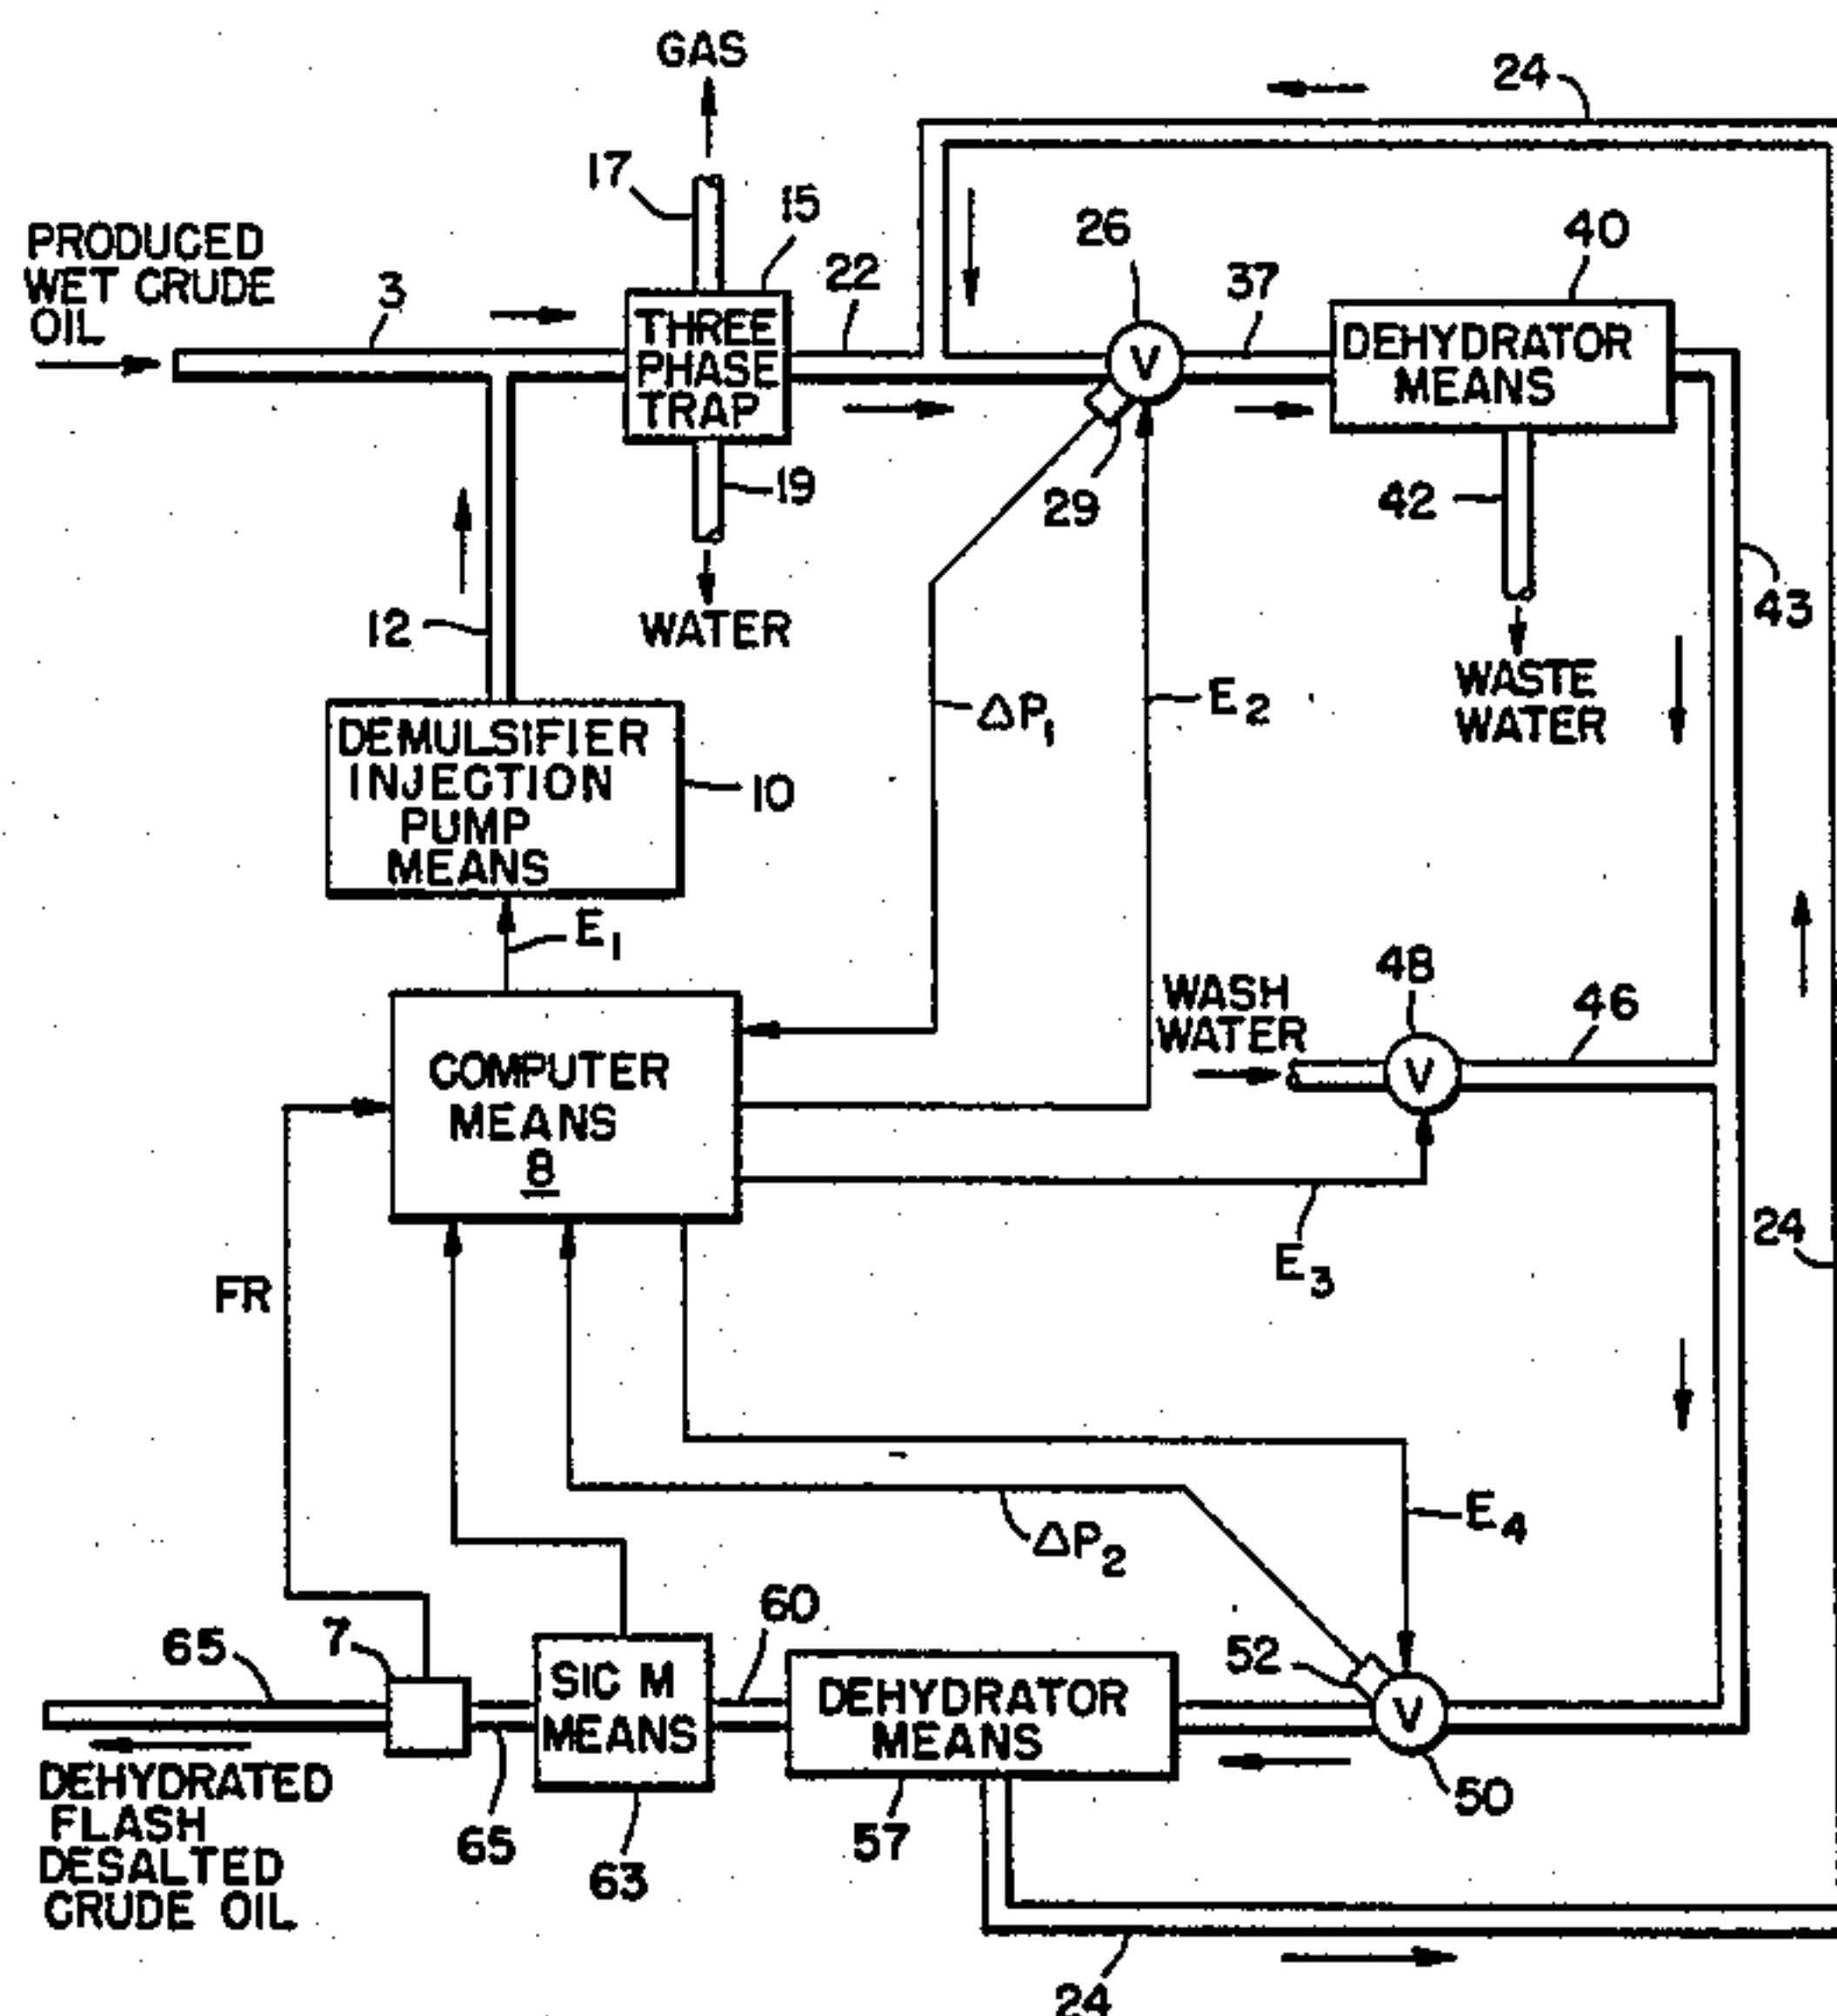 GAS
24
17
15
26
40
PRODUCED
WET CRUDE
OIL
3
22
37
THREE
PHASE
TRAP
V
DEHYDRATOR
MEANS
19
29
42
43
12
WATER
WASTE
WATER
ΔP₁
E₂
DEMULSIFIER
INJECTION
PUMP
MEANS
10
E₁
48
46
WASH
WATER
V
COMPUTER
MEANS
8
24
E₃
FR
E₄
ΔP₂
65
7
60
52
SIC M
MEANS
DEHYDRATOR
MEANS
V
50
DEHYDRATED
FLASH
DESALTED
CRUDE OIL
65
63
57
24